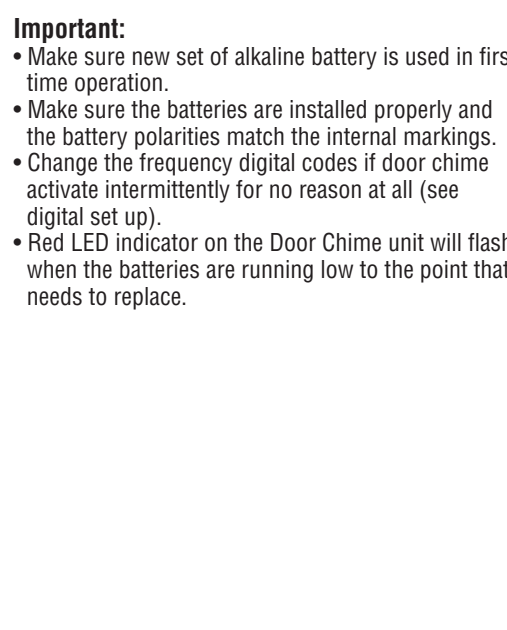 Important:
• Make sure new set of alkaline battery is used in firs
time operation.
• Make sure the batteries are installed properly and
the battery polarities match the internal markings.
• Change the frequency digital codes if door chime
activate intermittently for no reason at all (see
digital set up).
• Red LED indicator on the Door Chime unit will flash
when the batteries are running low to the point that
needs to replace.